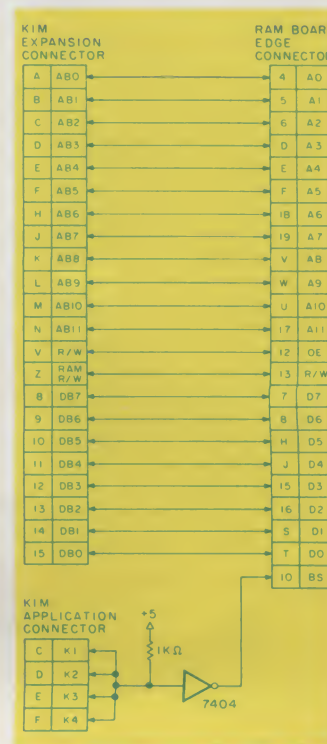 KIM
EXPANSION
CONNECTOR
RAM BOAR
EDGE
CONNECTO
A AB0 4 A0
B AB1 5 A1
C AB2 6 A2
D AB3 D A3
E AB4 E A4
F AB5 F A5
H AB6 18 A6
J AB7 19 A7
K AB8 V A8
L AB9 W A9
M AB10 U A10
N AB11 17 A11
V R/W 12 OE
Z RAM R/W 13 R/W
8 DB7 7 D7
9 DB6 8 D6
10 DB5 H D5
11 DB4 J D4
12 DB3 15 D3
13 DB2 16 D2
14 DB1 S D1
15 DB0 T D0
10 BS
KIM
APPLICATION
CONNECTOR
+5
1KΩ
C K1
D K2
E K3
F K4
7404